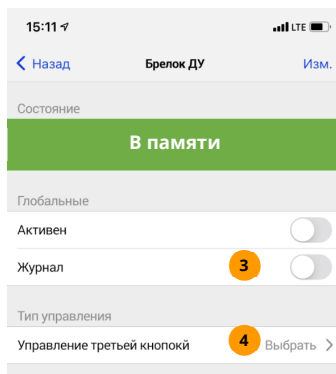 15:11 LTE
Назад Брелок ДУ Изм.
Состояние
В памяти
Глобальные
Активен
Журнал 3
Тип управления
Управление третьей кнопокй 4 Выбрать